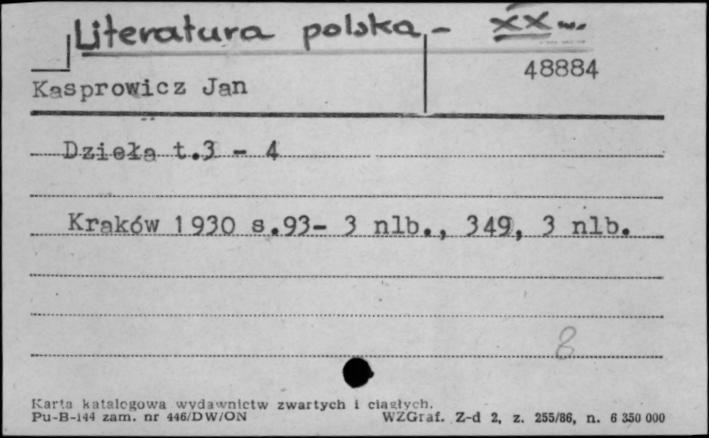 Literatura polska - XX w.
48884
Kasprowicz Jan
Dzieła t.3 - 4
Kraków 1930 s.93- 3 nlb., 349, 3 nlb.
8
Karta katalogowa wydawnictw zwartych i ciągłych.
Pu-B-144 zam. nr 446/DW/ON WZGraf. Z-d 2, z. 255/86, n. 6 350 000